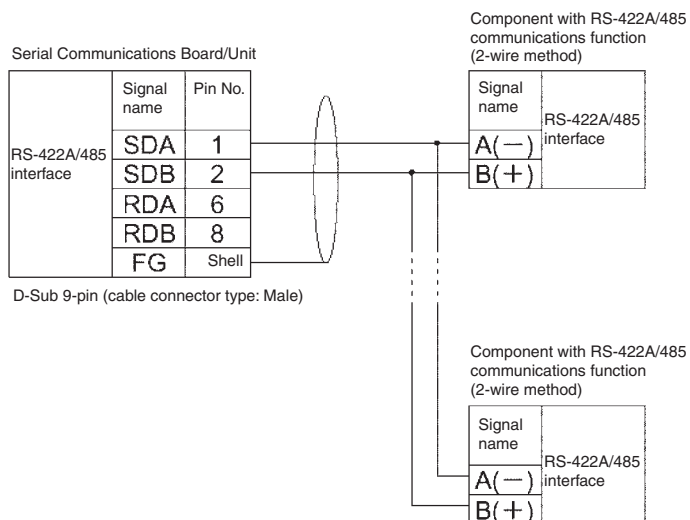 Component with RS-422A/485
communications function
(2-wire method)
Serial Communications Board/Unit
Signal
name
Pin No.
RS-422A/485
interface
SDA 1
SDB 2
RDA 6
RDB 8
FG Shell
D-Sub 9-pin (cable connector type: Male)
Signal
name
RS-422A/485
interface
A(—)
B(+)
Component with RS-422A/485
communications function
(2-wire method)
Signal
name
RS-422A/485
interface
A(—)
B(+)